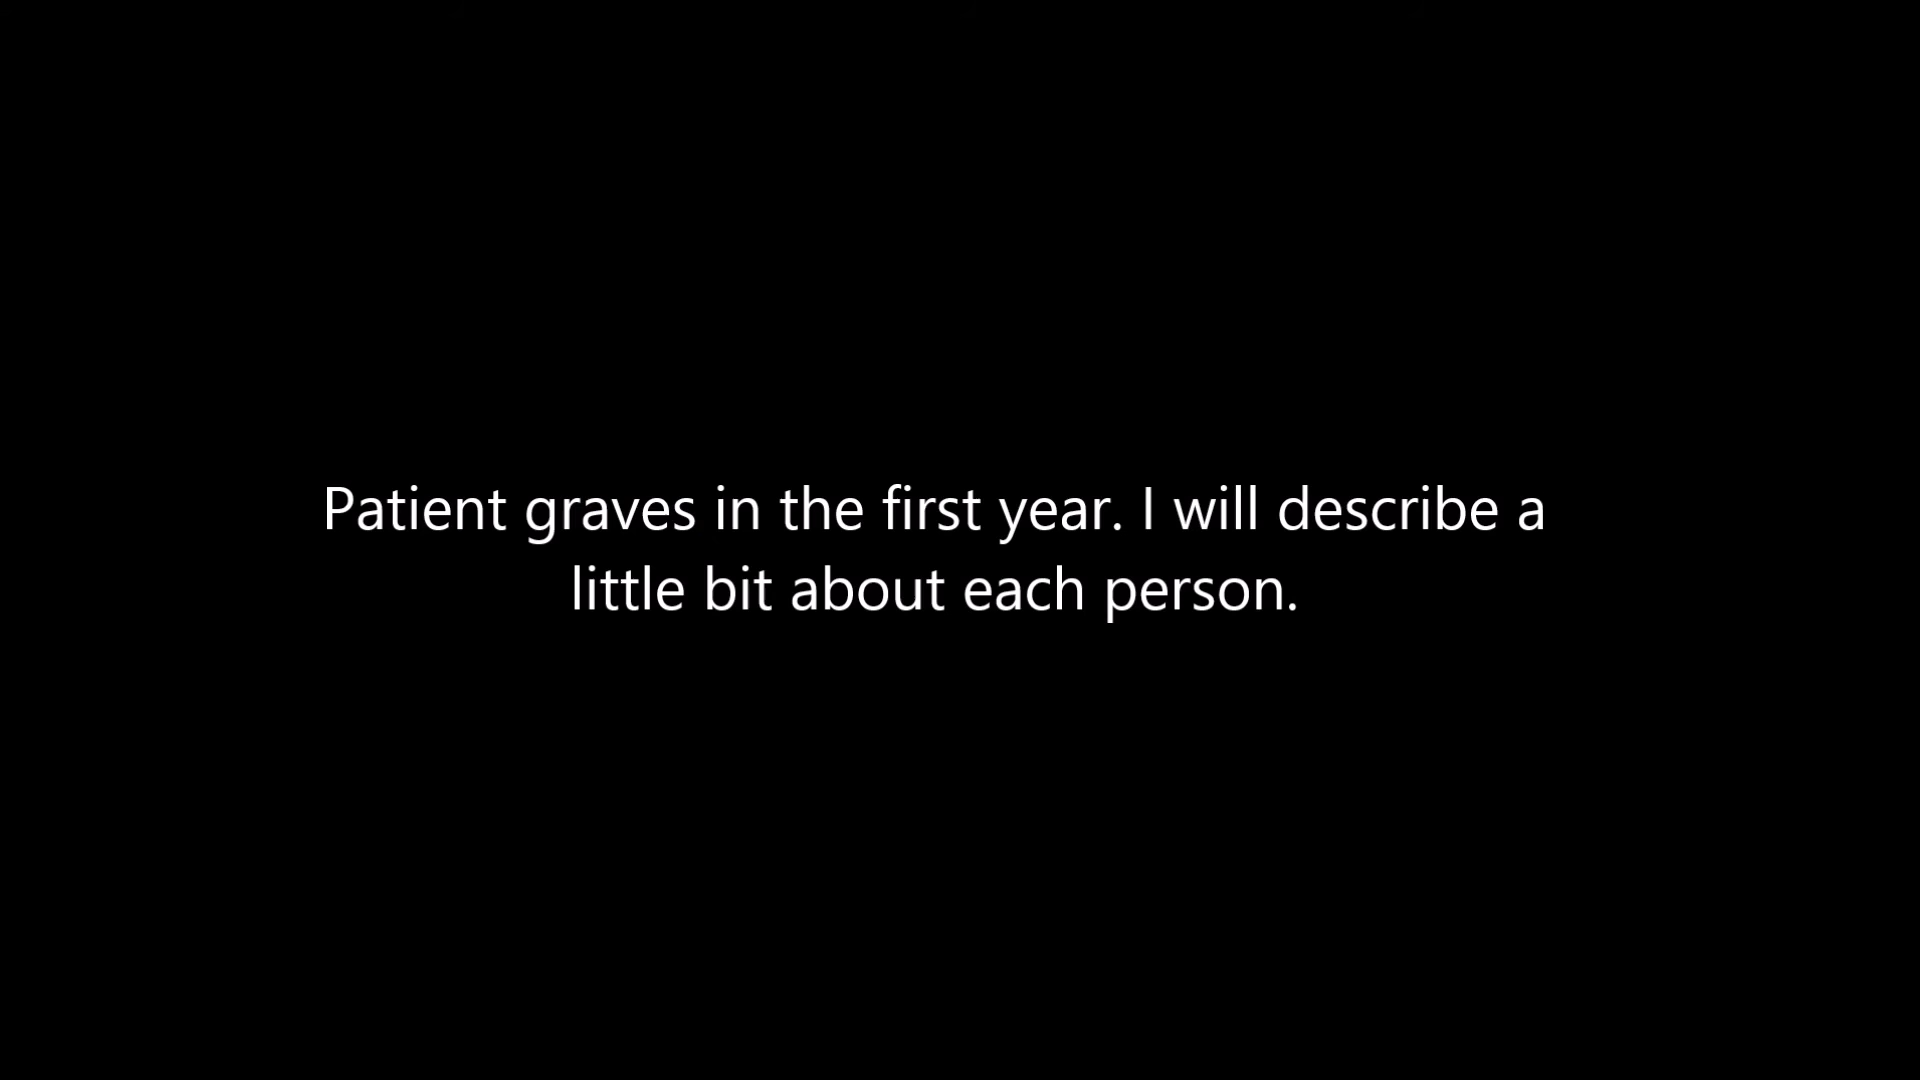 Patient graves in the first year. I will describe a
little bit about each person.